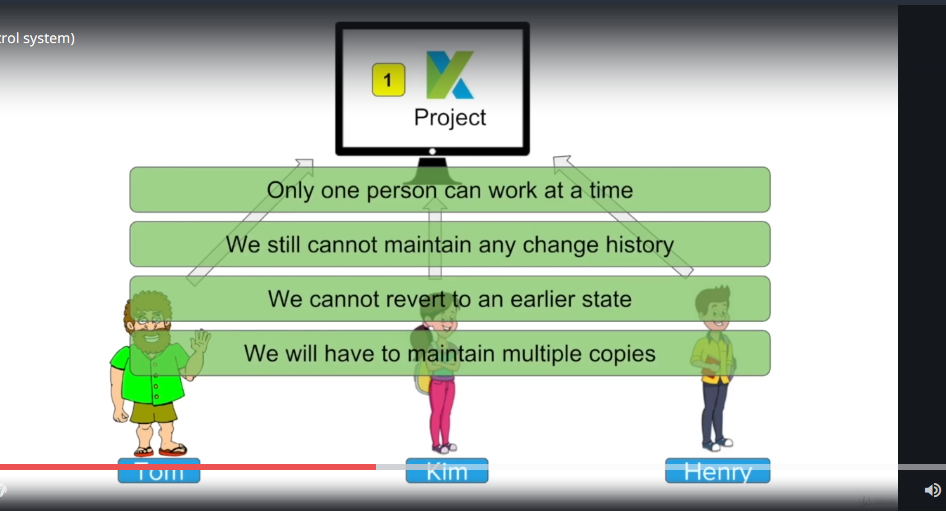 rol system)
1
Project
Only one person can work at a time
We still cannot maintain any change history
We cannot revert to an earlier state
We will have to maintain multiple copies
Tom
Kim
Henry